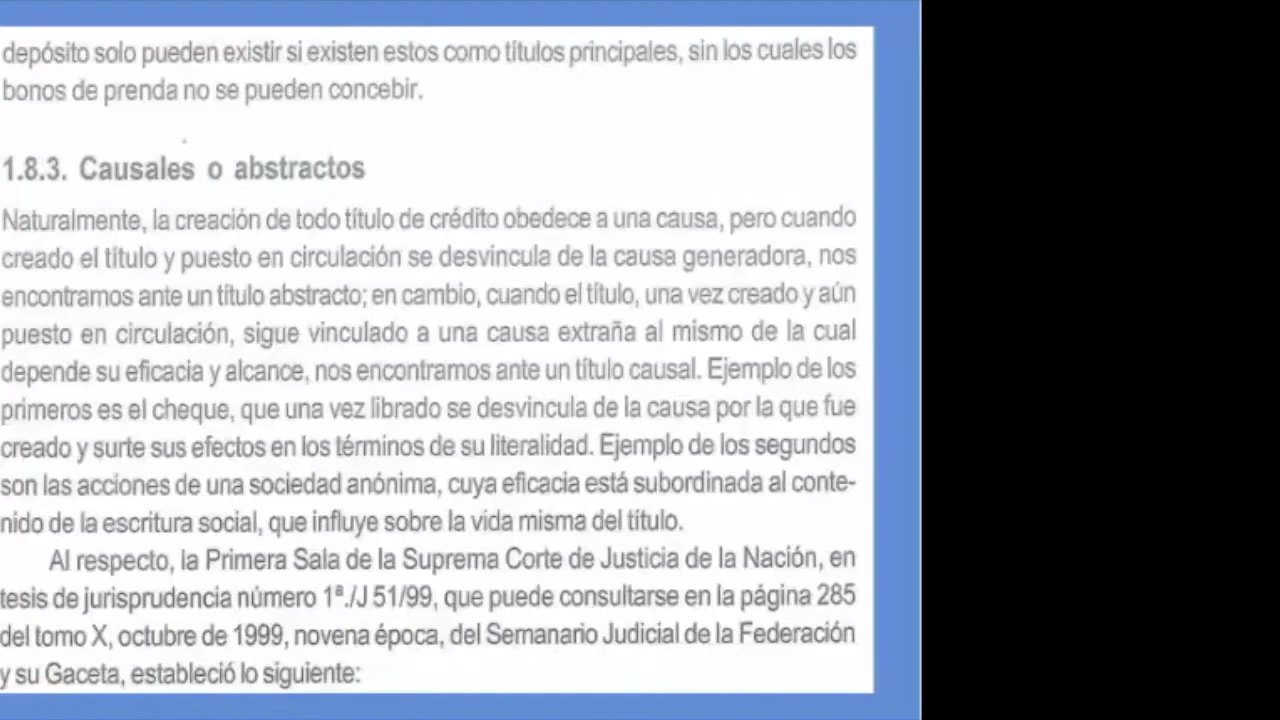 depósito solo pueden existir si existen estos como títulos principales, sin los cuales los
bonos de prenda no se pueden concebir.
1.8.3. Causales o abstractos
Naturalmente, la creación de todo título de crédito obedece a una causa, pero cuando
creado el título y puesto en circulación se desvincula de la causa generadora, nos
encontramos ante un título abstracto; en cambio, cuando el título, una vez creado y aún
puesto en circulación, sigue vinculado a una causa extraña al mismo de la cual
depende su eficacia y alcance, nos encontramos ante un título causal. Ejemplo de los
primeros es el cheque, que una vez librado se desvincula de la causa por la que fue
creado y surte sus efectos en los términos de su literalidad. Ejemplo de los segundos
son las acciones de una sociedad anónima, cuya eficacia está subordinada al conte-
nido de la escritura social, que influye sobre la vida misma del título.
Al respecto, la Primera Sala de la Suprema Corte de Justicia de la Nación, en
tesis de jurisprudencia número 1ª./J 51/99, que puede consultarse en la página 285
del tomo X, octubre de 1999, novena época, del Semanario Judicial de la Federación
y su Gaceta, estableció lo siguiente: